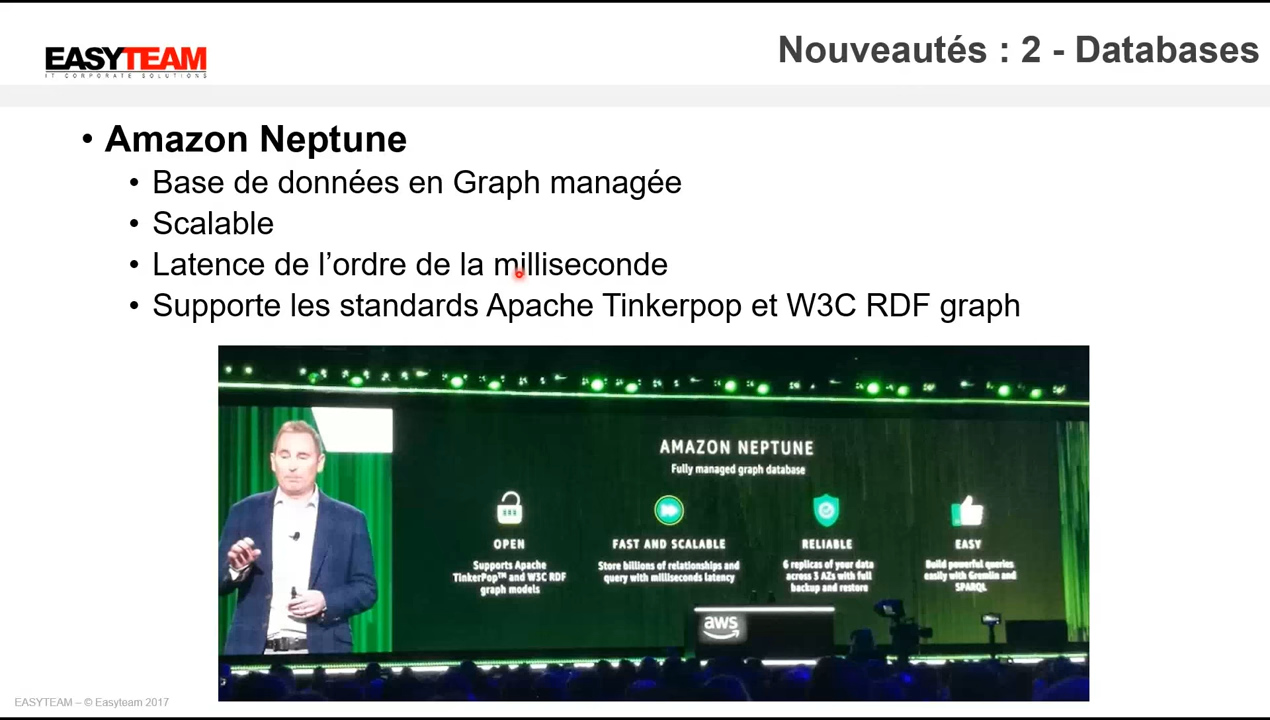 EASYTEAM
IT CORPORATE SOLUTIONS
Nouveautés : 2 - Databases
• Amazon Neptune
• Base de données en Graph managée
• Scalable
• Latence de l’ordre de la milliseconde
• Supporte les standards Apache Tinkerpop et W3C RDF graph
AMAZON NEPTUNE
Fully managed graph database
OPEN
Supports Apache
TinkerPop™ and W3C RDF
graph models
FAST AND SCALABLE
Store billions of relationships and
query with milliseconds latency
RELIABLE
6 replicas of your data
across 3 AZs with full
backup and restore
EASY
Build powerful queries
easily with Gremlin and
SPARQL
aws
EASYTEAM – © Easyteam 2017